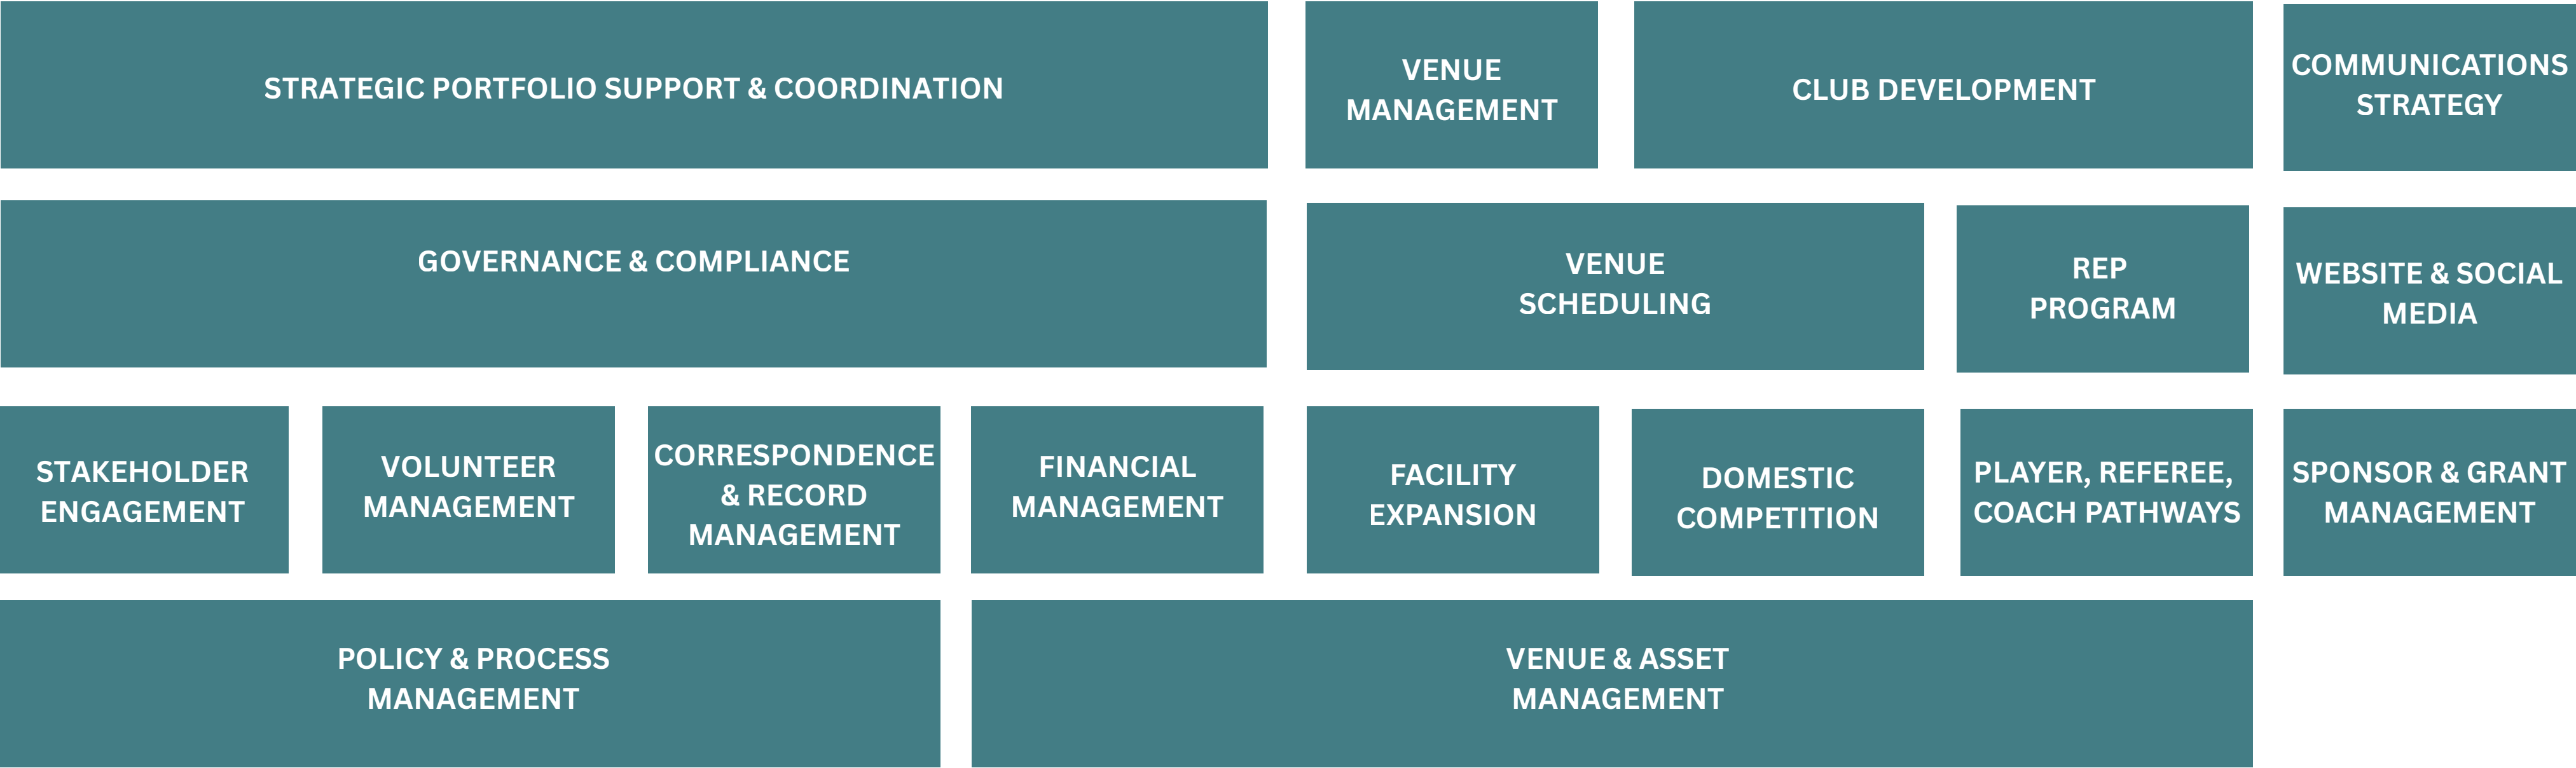 STRATEGIC PORTFOLIO SUPPORT & COORDINATION
VENUE
MANAGEMENT
CLUB DEVELOPMENT
COMMUNICATIONS
STRATEGY
GOVERNANCE & COMPLIANCE
VENUE
SCHEDULING
REP
PROGRAM
WEBSITE & SOCIAL
MEDIA
STAKEHOLDER
ENGAGEMENT
VOLUNTEER
MANAGEMENT
CORRESPONDENCE
& RECORD
MANAGEMENT
FINANCIAL
MANAGEMENT
FACILITY
EXPANSION
DOMESTIC
COMPETITION
PLAYER, REFEREE,
COACH PATHWAYS
SPONSOR & GRANT
MANAGEMENT
POLICY & PROCESS
MANAGEMENT
VENUE & ASSET
MANAGEMENT